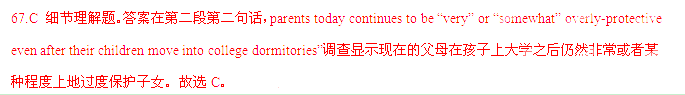 67.C 细节理解题。答案在第二段第二句话，parents today continues to be “very” or “somewhat” overly-protective
even after their children move into college dormitories”调查显示现在的父母在孩子上大学之后仍然非常或者某
种程度上地过度保护子女。故选 C。